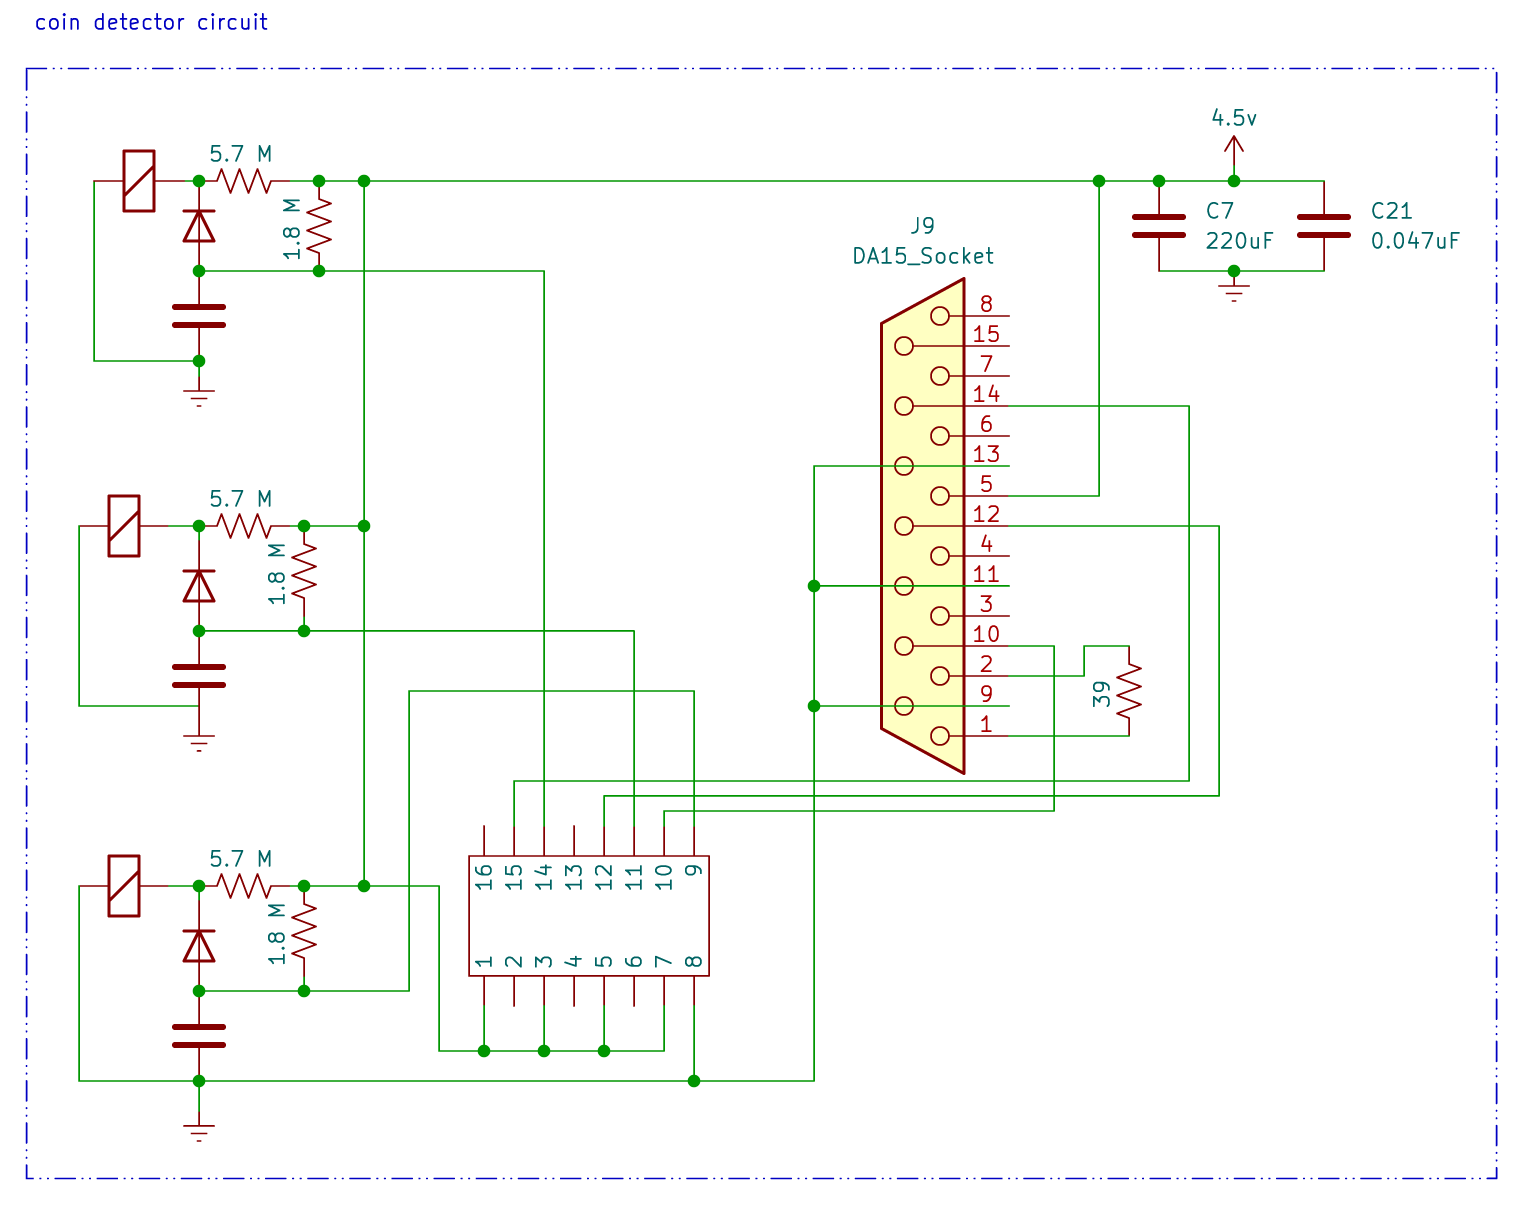 coin detector circuit
4.5v
5.7 M
1.8 M
C7
220uF
C21
0.047uF
J9
DA15_Socket
8
15
7
14
6
13
5
12
4
11
3
10
2
9
1
39
5.7 M
1.8 M
5.7 M
1.8 M
16 15 14 13 12 11 10 9
1 2 3 4 5 6 7 8